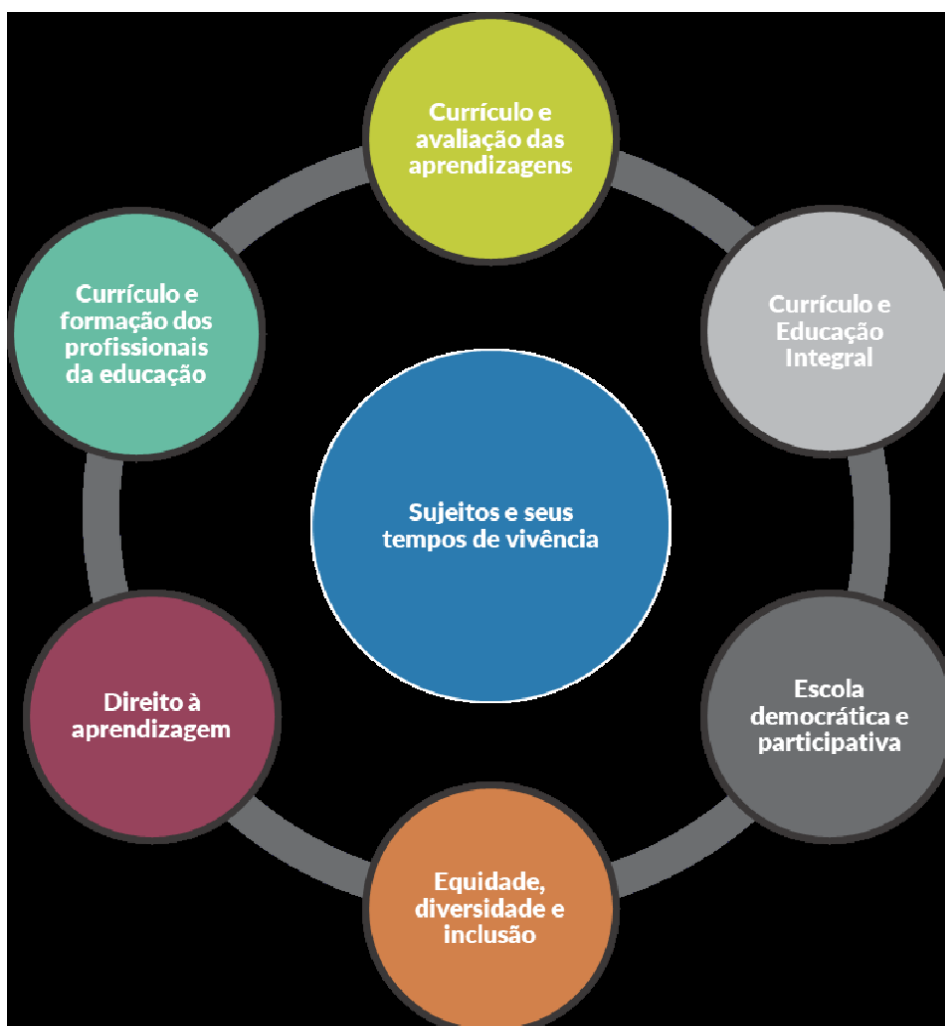 Currículo e
avaliação das
aprendizagens
Currículo e
formação dos
profissionais
da educação
Currículo e
Educação
Integral
Sujeitos e seus
tempos de vivência
Direito à
aprendizagem
Escola
democrática e
participativa
Equidade,
diversidade e
inclusão